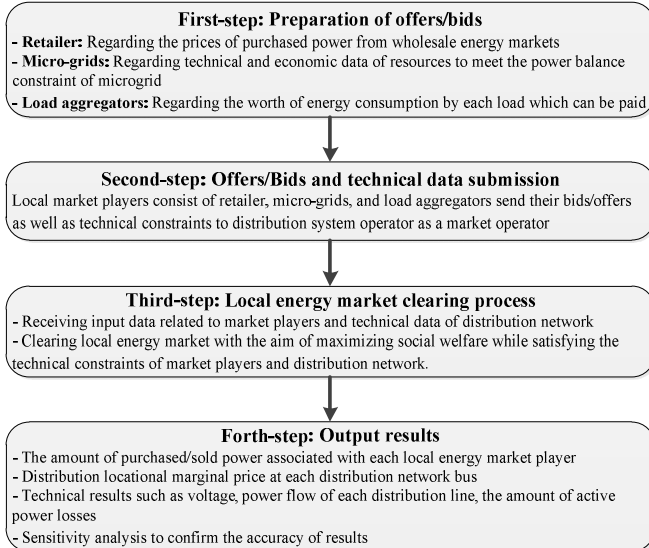 First-step: Preparation of offers/bids
- Retailer: Regarding the prices of purchased power from wholesale energy markets
- Micro-grids: Regarding technical and economic data of resources to meet the power balance
constraint of microgrid
- Load aggregators: Regarding the worth of energy consumption by each load which can be paid
Second-step: Offers/Bids and technical data submission
Local market players consist of retailer, micro-grids, and load aggregators send their bids/offers
as well as technical constraints to distribution system operator as a market operator
Third-step: Local energy market clearing process
- Receiving input data related to market players and technical data of distribution network
- Clearing local energy market with the aim of maximizing social welfare while satisfying the
technical constraints of market players and distribution network.
Forth-step: Output results
- The amount of purchased/sold power associated with each local energy market player
- Distribution locational marginal price at each distribution network bus
- Technical results such as voltage, power flow of each distribution line, the amount of active
power losses
- Sensitivity analysis to confirm the accuracy of results